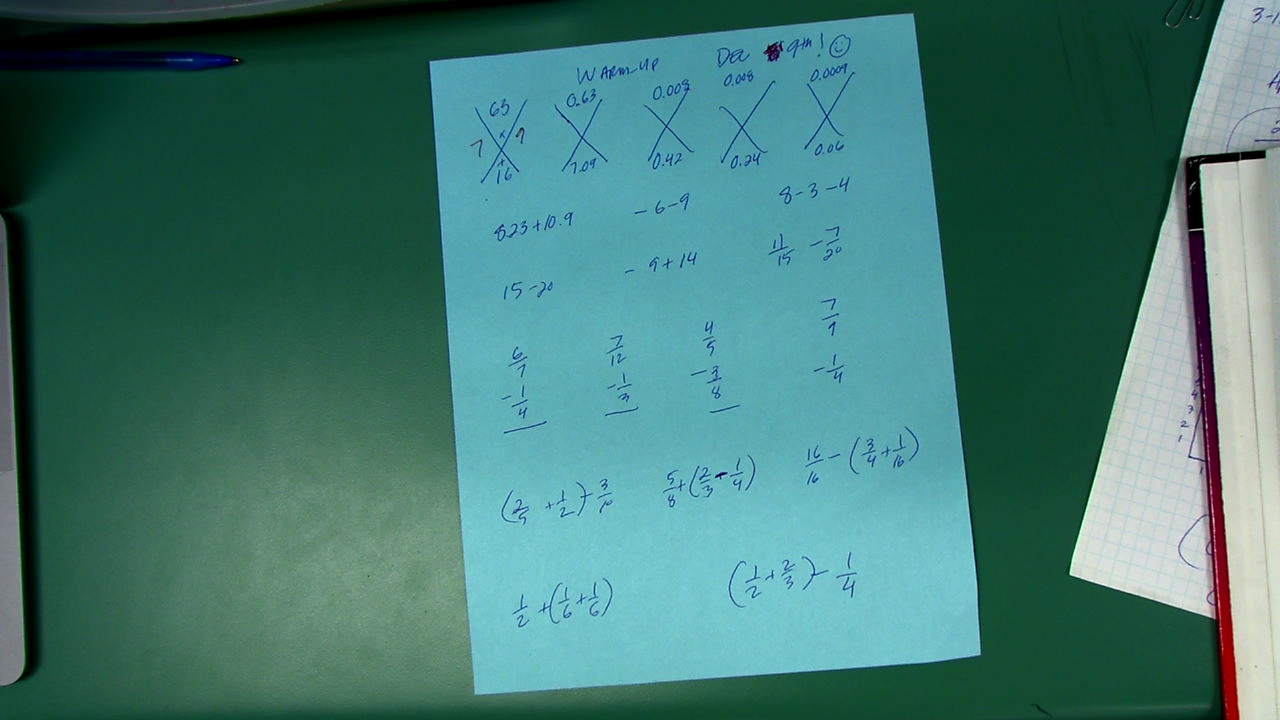 WARM-UP DEC 9th! ☺
63 0.63 0.008 0.008 0.0009
7 x 9
+
16 7.09 0.42 0.24 0.06
8.23+10.9 -6-9 8-3-4
15-20 -9+14 11/15 - 7/20
6/7 7/12 4/5 7/9
-1/4 -1/3 -3/8 -1/4
(2/5 + 1/2) - 3/10 5/8 + (2/3 - 1/4) 16/16 - (3/4 + 1/16)
1/2 + (1/6 + 1/6) (1/2 + 2/3) - 1/4